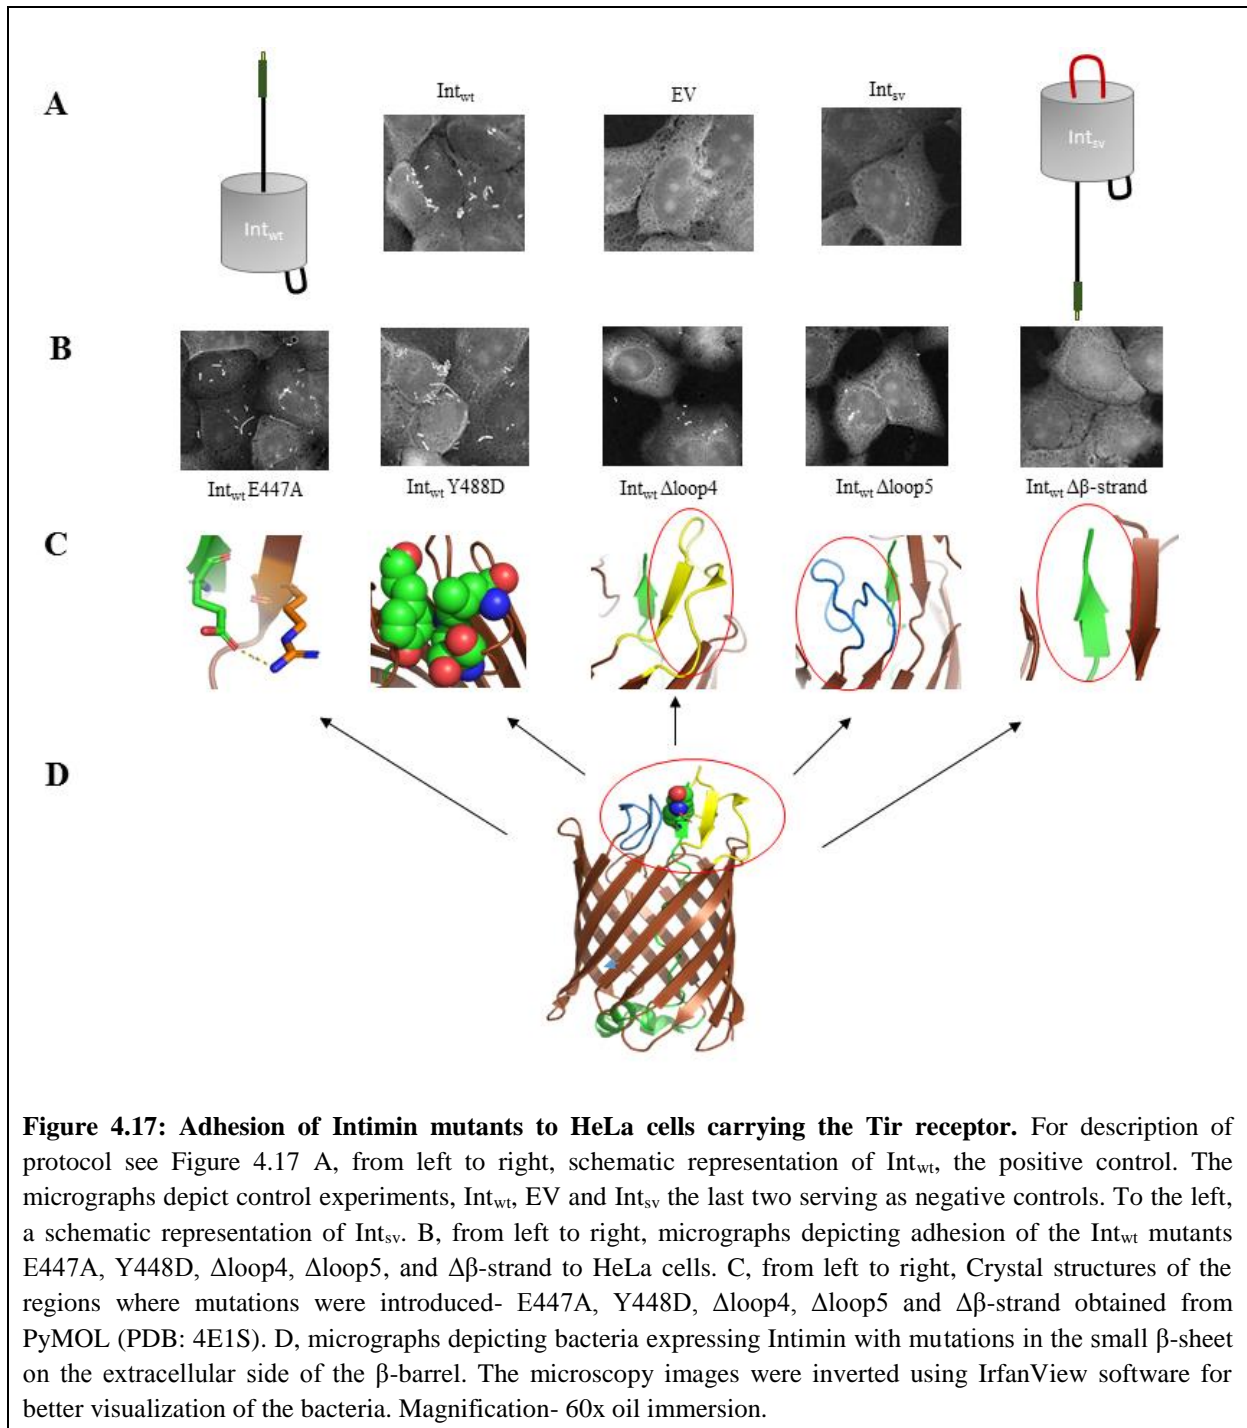 A
Intwt
EV
Intsv
Intwt
Intsv
B
Intwt E447A
Intwt Y488D
Intwt Δloop4
Intwt Δloop5
Intwt Δβ-strand
C
D
Figure 4.17: Adhesion of Intimin mutants to HeLa cells carrying the Tir receptor. For description of
protocol see Figure 4.17 A, from left to right, schematic representation of Intwt, the positive control. The
micrographs depict control experiments, Intwt, EV and Intsv the last two serving as negative controls. To the left,
a schematic representation of Intsv. B, from left to right, micrographs depicting adhesion of the Intwt mutants
E447A, Y448D, Δloop4, Δloop5, and Δβ-strand to HeLa cells. C, from left to right, Crystal structures of the
regions where mutations were introduced- E447A, Y448D, Δloop4, Δloop5 and Δβ-strand obtained from
PyMOL (PDB: 4E1S). D, micrographs depicting bacteria expressing Intimin with mutations in the small β-sheet
on the extracellular side of the β-barrel. The microscopy images were inverted using IrfanView software for
better visualization of the bacteria. Magnification- 60x oil immersion.